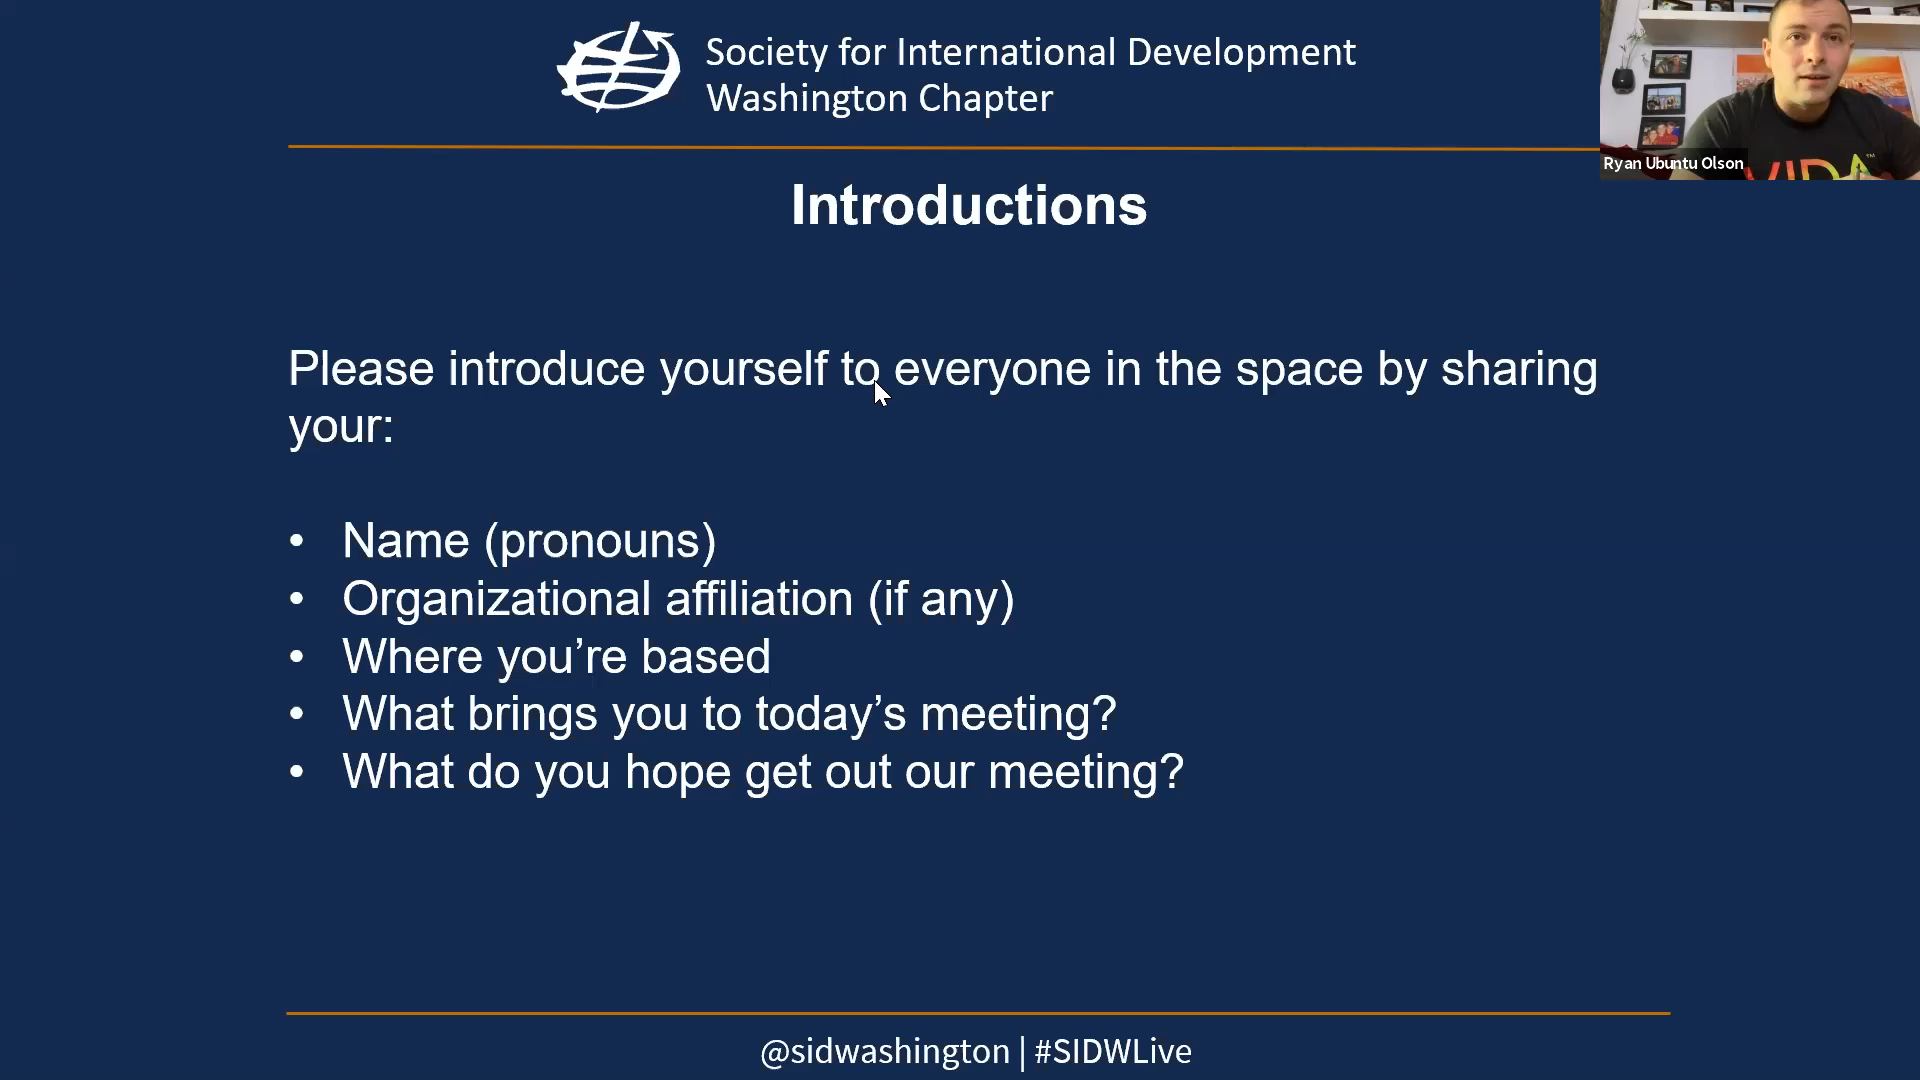 Society for International Development
Washington Chapter
Ryan Ubuntu Olson
VIDA™
Introductions
Please introduce yourself to everyone in the space by sharing
your:
• Name (pronouns)
• Organizational affiliation (if any)
• Where you’re based
• What brings you to today’s meeting?
• What do you hope get out our meeting?
@sidwashington | #SIDWLive